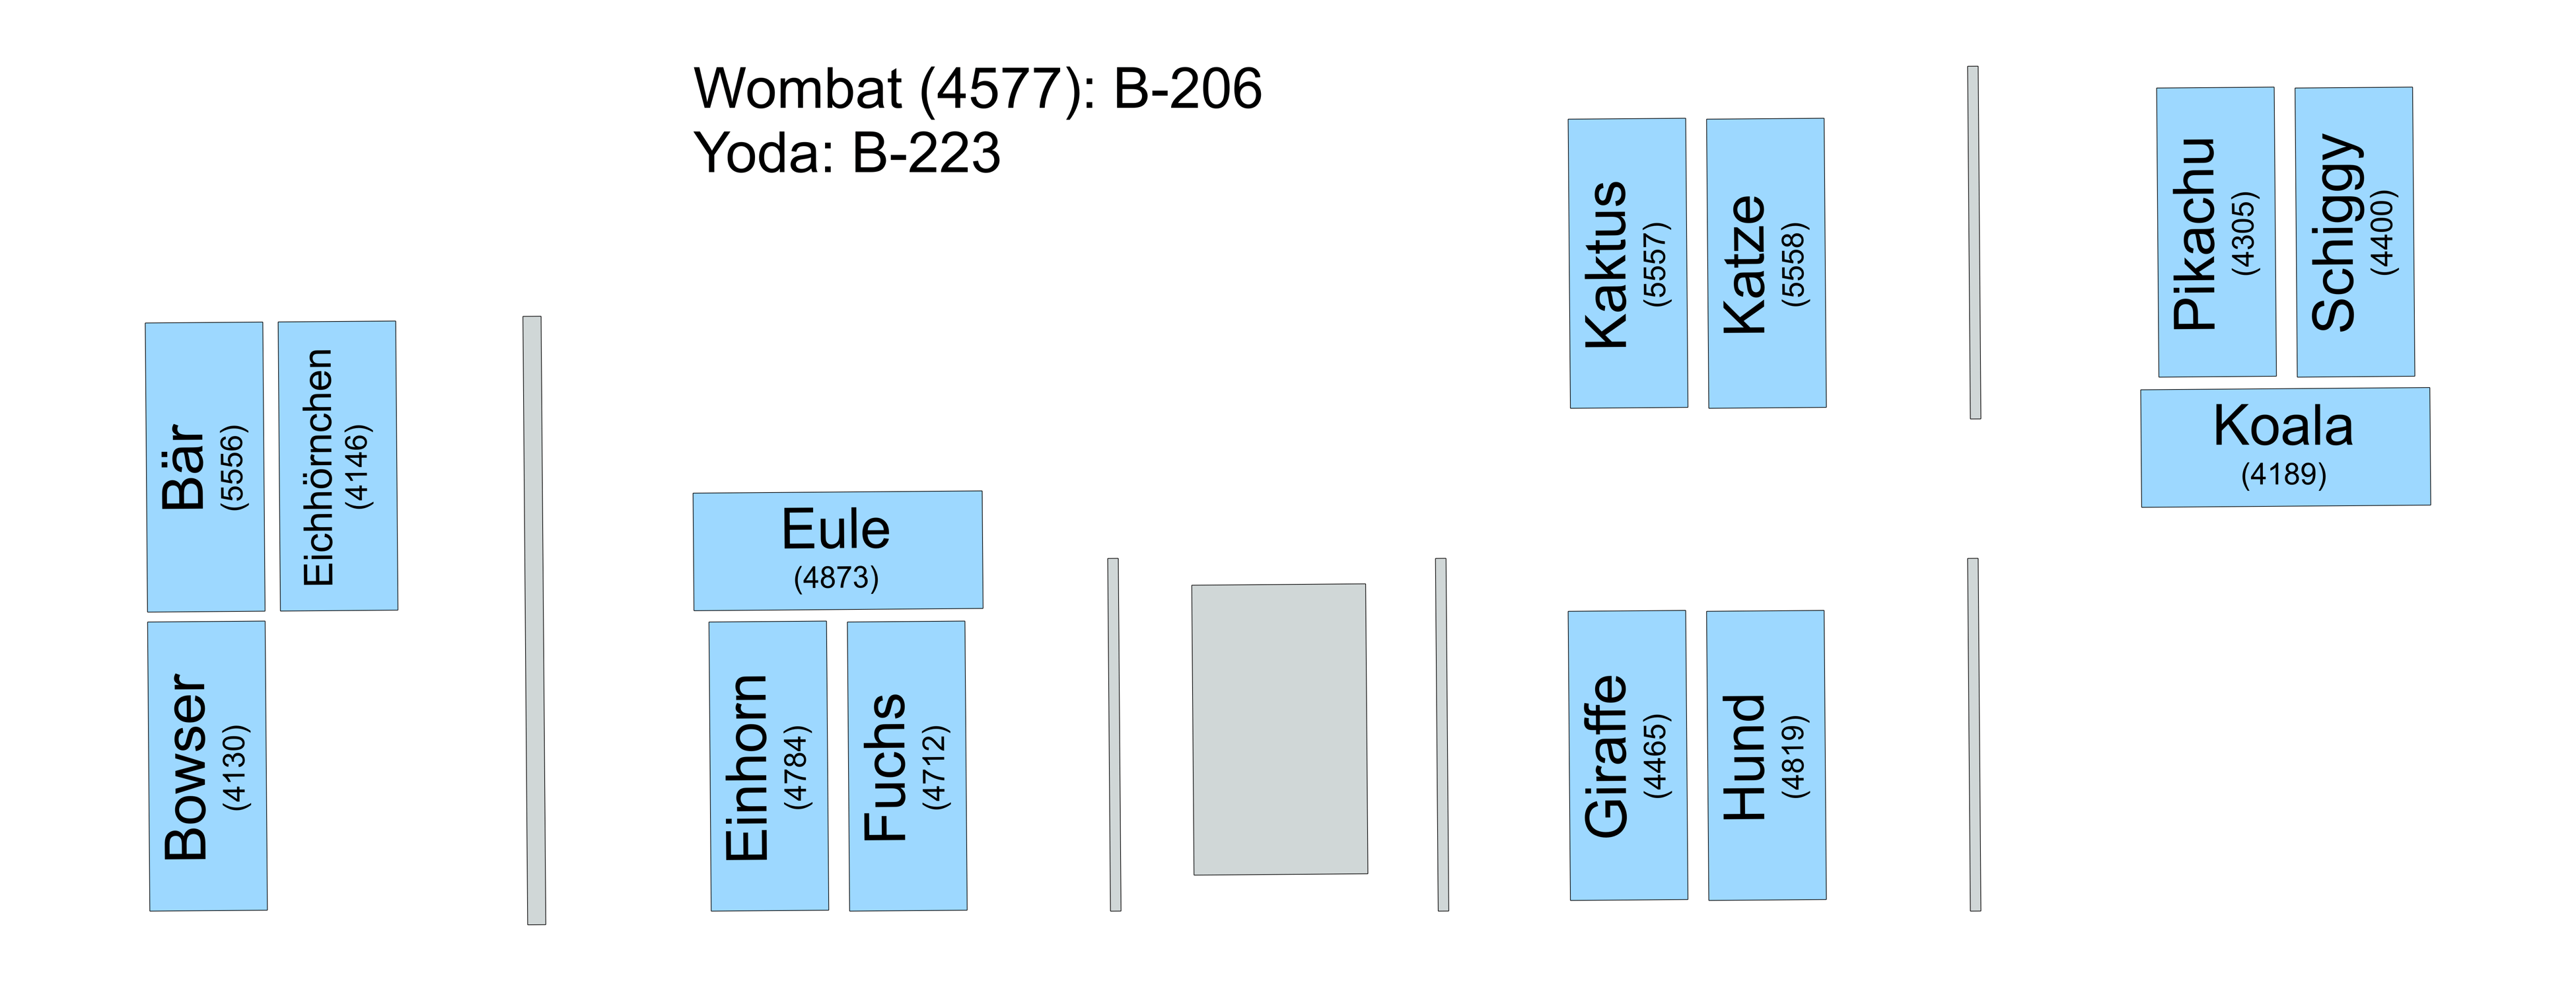 Wombat (4577): B-206
Yoda: B-223
Bär
(5556)
Eichhörnchen
(4146)
Bowser
(4130)
Eule
(4873)
Einhorn
(4784)
Fuchs
(4712)
Kaktus
(5557)
Katze
(5558)
Giraffe
(4465)
Hund
(4819)
Pikachu
(4305)
Schiggy
(4400)
Koala
(4189)